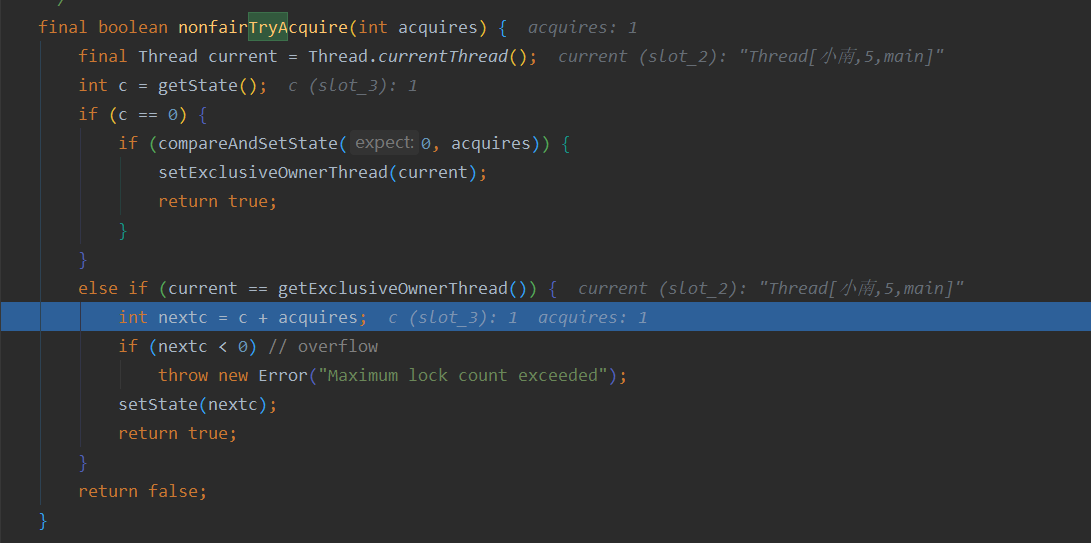 /
final boolean nonfairTryAcquire(int acquires) {  acquires: 1
    final Thread current = Thread.currentThread();  current (slot_2): "Thread[小南,5,main]"
    int c = getState();  c (slot_3): 1
    if (c == 0) {
        if (compareAndSetState( expect: 0, acquires)) {
            setExclusiveOwnerThread(current);
            return true;
        }
    }
    else if (current == getExclusiveOwnerThread()) {  current (slot_2): "Thread[小南,5,main]"
        int nextc = c + acquires;  c (slot_3): 1  acquires: 1
        if (nextc < 0) // overflow
            throw new Error("Maximum lock count exceeded");
        setState(nextc);
        return true;
    }
    return false;
}